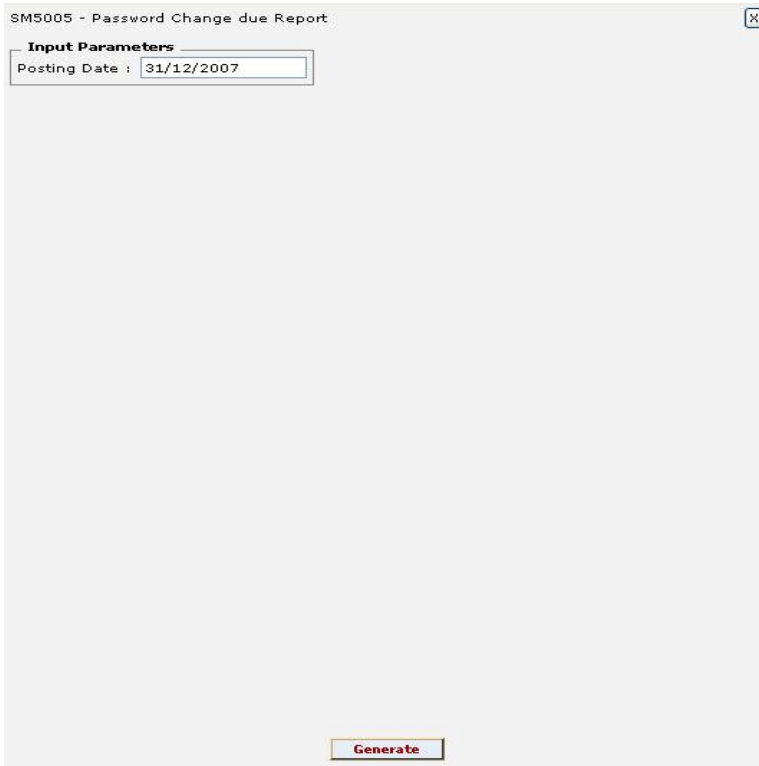 SM5005 - Password Change due Report
X
Input Parameters
Posting Date : 31/12/2007
Generate